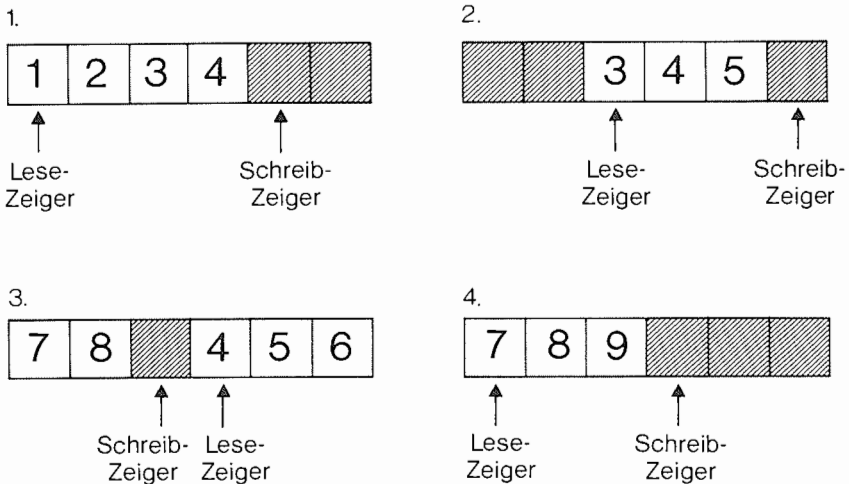 1.
1 2 3 4
Lese-
Zeiger
Schreib-
Zeiger
2.
3 4 5
Lese-
Zeiger
Schreib-
Zeiger
3.
7 8 4 5 6
Schreib-
Zeiger
Lese-
Zeiger
4.
7 8 9
Lese-
Zeiger
Schreib-
Zeiger